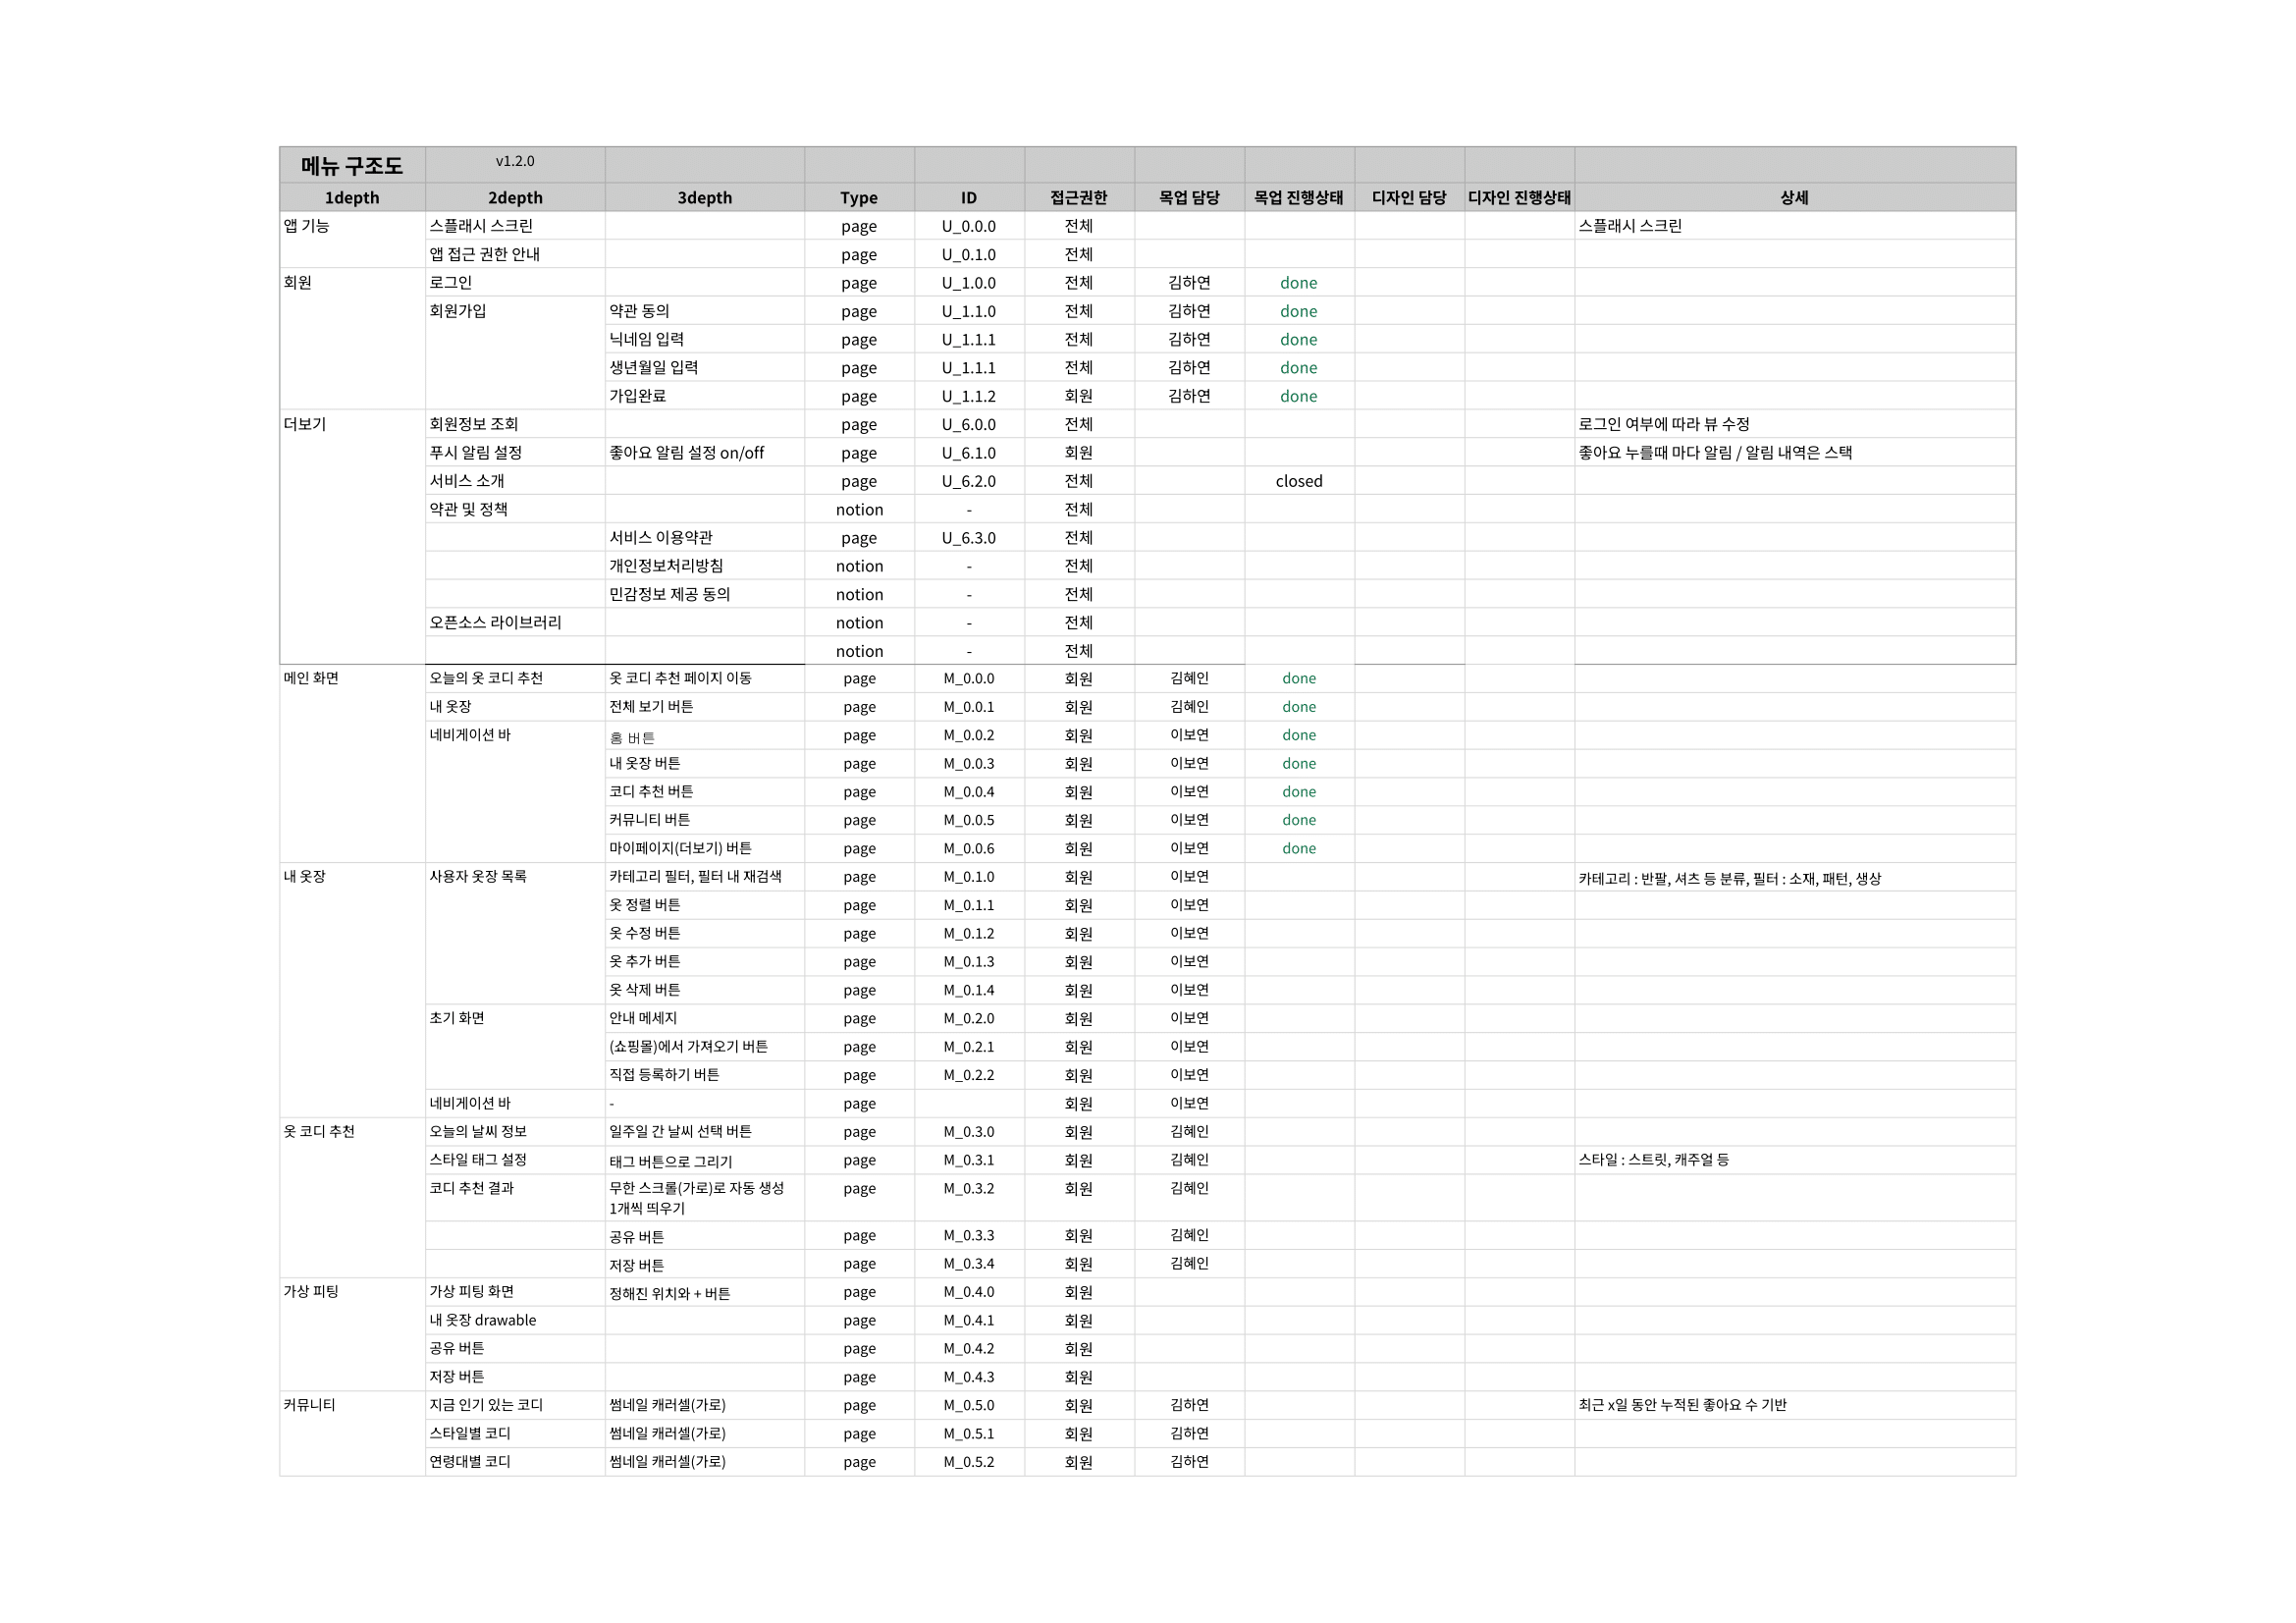 메뉴 구조도 v1.2.0
1depth 2depth 3depth Type ID 접근권한 목업 담당 목업 진행상태 디자인 담당 디자인 진행상태 상세
앱 기능 스플래시 스크린 page U_0.0.0 전체 스플래시 스크린
앱 접근 권한 안내 page U_0.1.0 전체
회원 로그인 page U_1.0.0 전체 김하연 done
회원가입 약관 동의 page U_1.1.0 전체 김하연 done
닉네임 입력 page U_1.1.1 전체 김하연 done
생년월일 입력 page U_1.1.1 전체 김하연 done
가입완료 page U_1.1.2 회원 김하연 done
더보기 회원정보 조회 page U_6.0.0 전체 로그인 여부에 따라 뷰 수정
푸시 알림 설정 좋아요 알림 설정 on/off page U_6.1.0 회원 좋아요 누를때 마다 알림 / 알림 내역은 스택
서비스 소개 page U_6.2.0 전체 closed
약관 및 정책 notion - 전체
서비스 이용약관 page U_6.3.0 전체
개인정보처리방침 notion - 전체
민감정보 제공 동의 notion - 전체
오픈소스 라이브러리 notion - 전체
notion - 전체
메인 화면 오늘의 옷 코디 추천 옷 코디 추천 페이지 이동 page M_0.0.0 회원 김혜인 done
내 옷장 전체 보기 버튼 page M_0.0.1 회원 김혜인 done
네비게이션 바 홈 버튼 page M_0.0.2 회원 이보연 done
내 옷장 버튼 page M_0.0.3 회원 이보연 done
코디 추천 버튼 page M_0.0.4 회원 이보연 done
커뮤니티 버튼 page M_0.0.5 회원 이보연 done
마이페이지(더보기) 버튼 page M_0.0.6 회원 이보연 done
내 옷장 사용자 옷장 목록 카테고리 필터, 필터 내 재검색 page M_0.1.0 회원 이보연 카테고리 : 반팔, 셔츠 등 분류, 필터 : 소재, 패턴, 생상
옷 정렬 버튼 page M_0.1.1 회원 이보연
옷 수정 버튼 page M_0.1.2 회원 이보연
옷 추가 버튼 page M_0.1.3 회원 이보연
옷 삭제 버튼 page M_0.1.4 회원 이보연
초기 화면 안내 메세지 page M_0.2.0 회원 이보연
(쇼핑몰)에서 가져오기 버튼 page M_0.2.1 회원 이보연
직접 등록하기 버튼 page M_0.2.2 회원 이보연
네비게이션 바 - page 회원 이보연
옷 코디 추천 오늘의 날씨 정보 일주일 간 날씨 선택 버튼 page M_0.3.0 회원 김혜인
스타일 태그 설정 태그 버튼으로 그리기 page M_0.3.1 회원 김혜인 스타일 : 스트릿, 캐주얼 등
코디 추천 결과 무한 스크롤(가로)로 자동 생성 page M_0.3.2 회원 김혜인
1개씩 띄우기
공유 버튼 page M_0.3.3 회원 김혜인
저장 버튼 page M_0.3.4 회원 김혜인
가상 피팅 가상 피팅 화면 정해진 위치와 + 버튼 page M_0.4.0 회원
내 옷장 drawable page M_0.4.1 회원
공유 버튼 page M_0.4.2 회원
저장 버튼 page M_0.4.3 회원
커뮤니티 지금 인기 있는 코디 썸네일 캐러셀(가로) page M_0.5.0 회원 김하연 최근 x일 동안 누적된 좋아요 수 기반
스타일별 코디 썸네일 캐러셀(가로) page M_0.5.1 회원 김하연
연령대별 코디 썸네일 캐러셀(가로) page M_0.5.2 회원 김하연